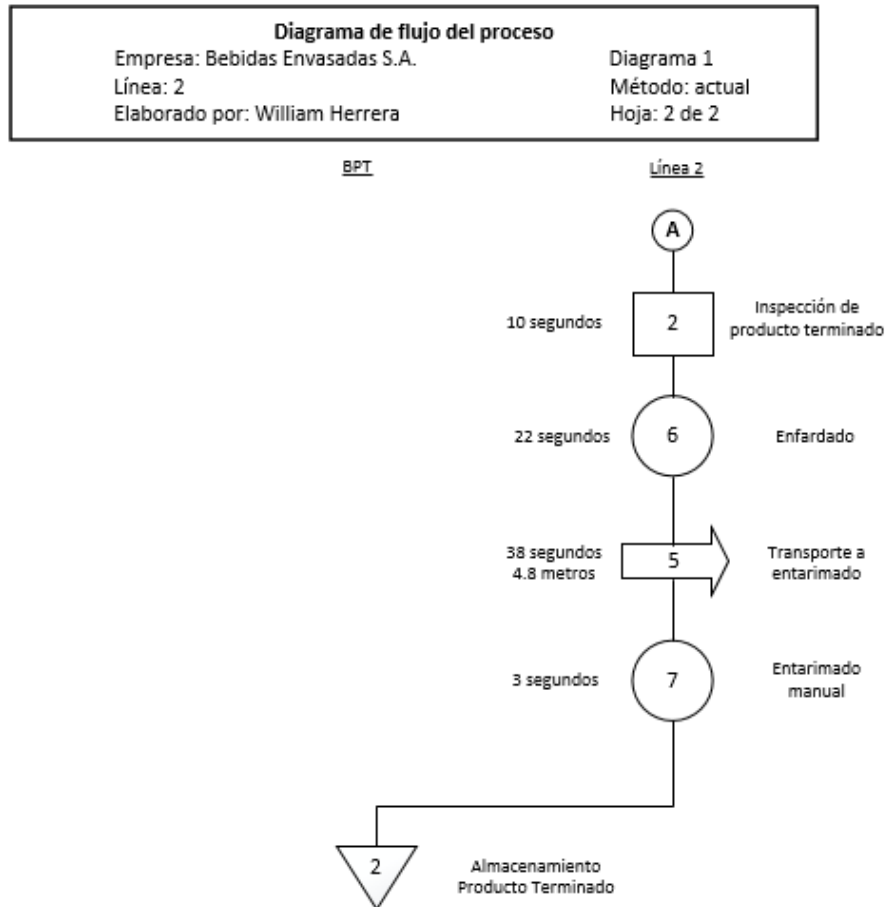 Diagrama de flujo del proceso
Empresa: Bebidas Envasadas S.A.
Diagrama 1
Línea: 2
Método: actual
Elaborado por: William Herrera
Hoja: 2 de 2
BPT
Línea 2
A
10 segundos
2
Inspección de
producto terminado
22 segundos
6
Enfardado
38 segundos
4.8 metros
5
Transporte a
entarimado
3 segundos
7
Entarimado
manual
2
Almacenamiento
Producto Terminado